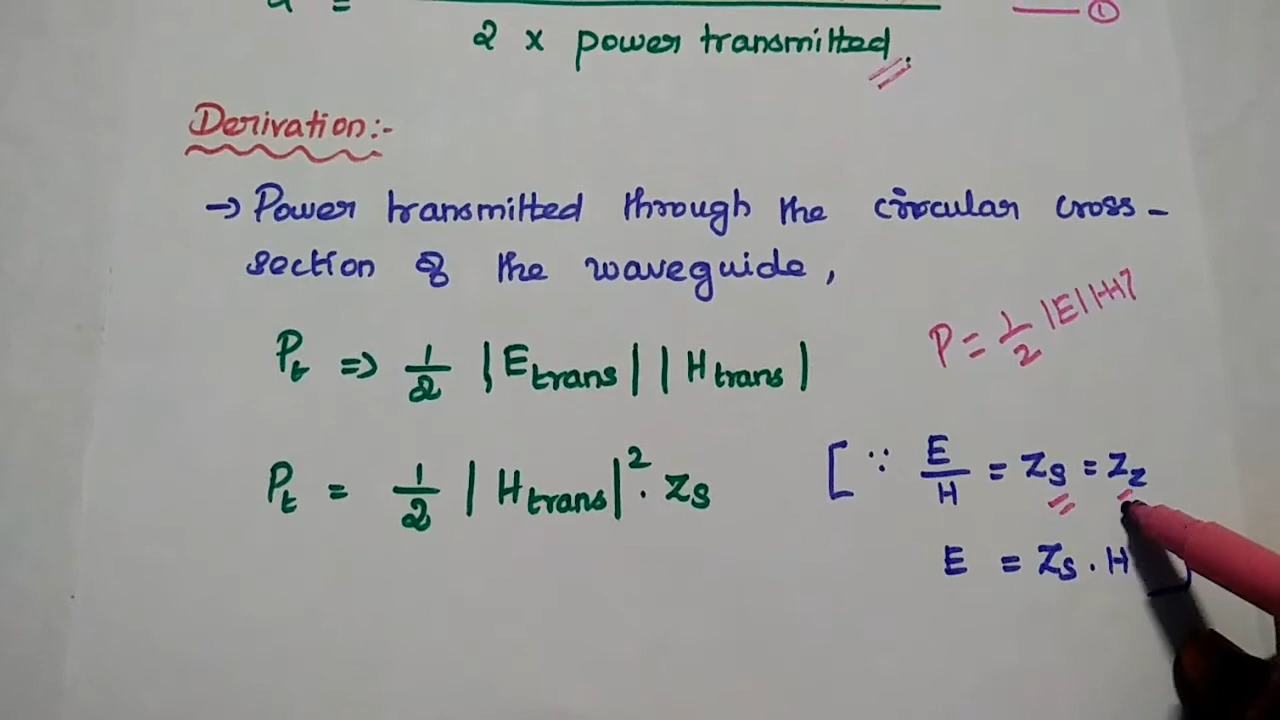 α =
①
2 x power transmitted.
Derivation:-
→ Power transmitted through the circular cross-
section of the waveguide,
P = 1/2 |E| |H|
Pt => 1/2 |Etrans| |Htrans|
Pt = 1/2 |Htrans|². Zs
[∵ E/H = Zs = Zz
E = Zs . H